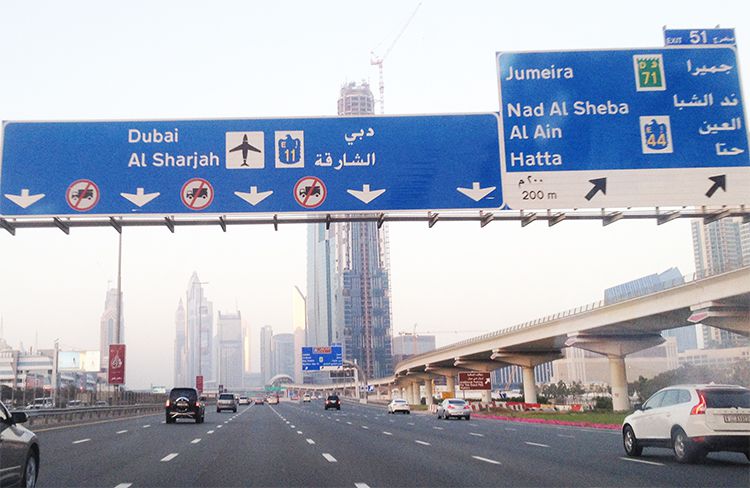 Dubai
دبي
Al Sharjah
الشارقة
11
EXIT 51 مخرج
Jumeira
جميرا
71
Nad Al Sheba
ند الشبا
Al Ain
العين
44
Hatta
حتا
٢٠٠ م
200 m